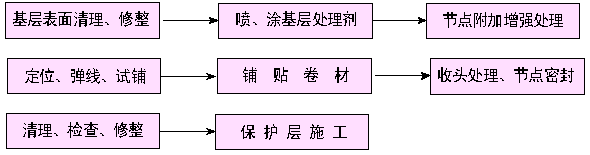 基层表面清理、修整
喷、涂基层处理剂
节点附加增强处理
定位、弹线、试铺
铺贴卷材
收头处理、节点密封
清理、检查、修整
保护层施工